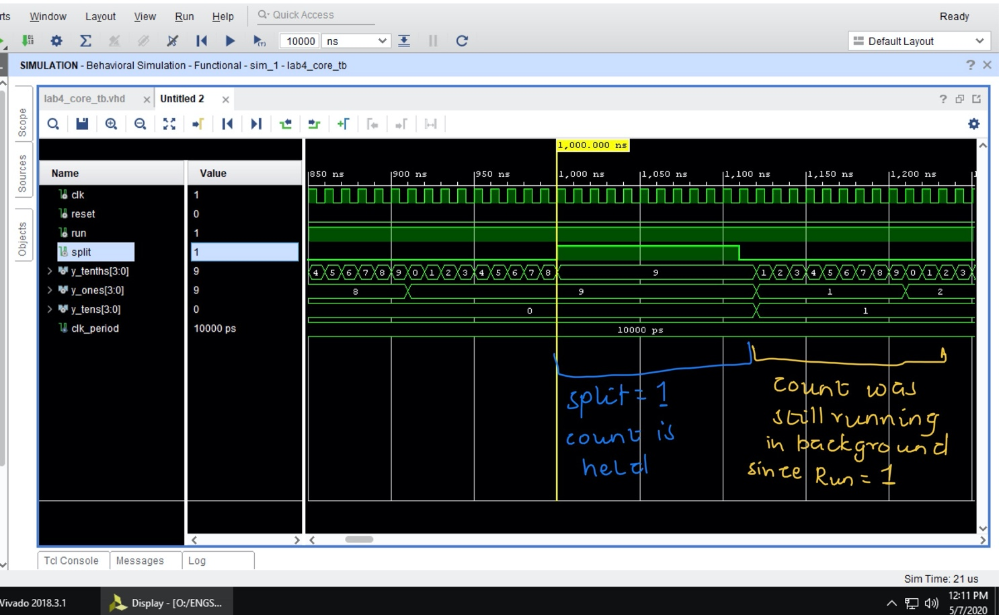 rts Window Layout View Run Help Quick Access Ready
10000 ns Default Layout
SIMULATION - Behavioral Simulation - Functional - sim_1 - lab4_core_tb
Scope
Sources
Objects
lab4_core_tb.vhd Untitled 2
1,000.000 ns
Name Value
850 ns 900 ns 950 ns 1,000 ns 1,050 ns 1,100 ns 1,150 ns 1,200 ns
clk 1
reset 0
run 1
split 1
y_tenths[3:0] 9 4 5 6 7 8 9 0 1 2 3 4 5 6 7 8 9 1 2 3 4 5 6 7 8 9 0 1 2 3
y_ones[3:0] 9 8 9 1 2
y_tens[3:0] 0 0 1
clk_period 10000 ps 10000 ps
split = 1
count is
held
count was
still running
in background
since Run = 1
Tcl Console Messages Log
Sim Time: 21 us
Vivado 2018.3.1 Display - [O:/ENGS... 12:11 PM
5/7/2020